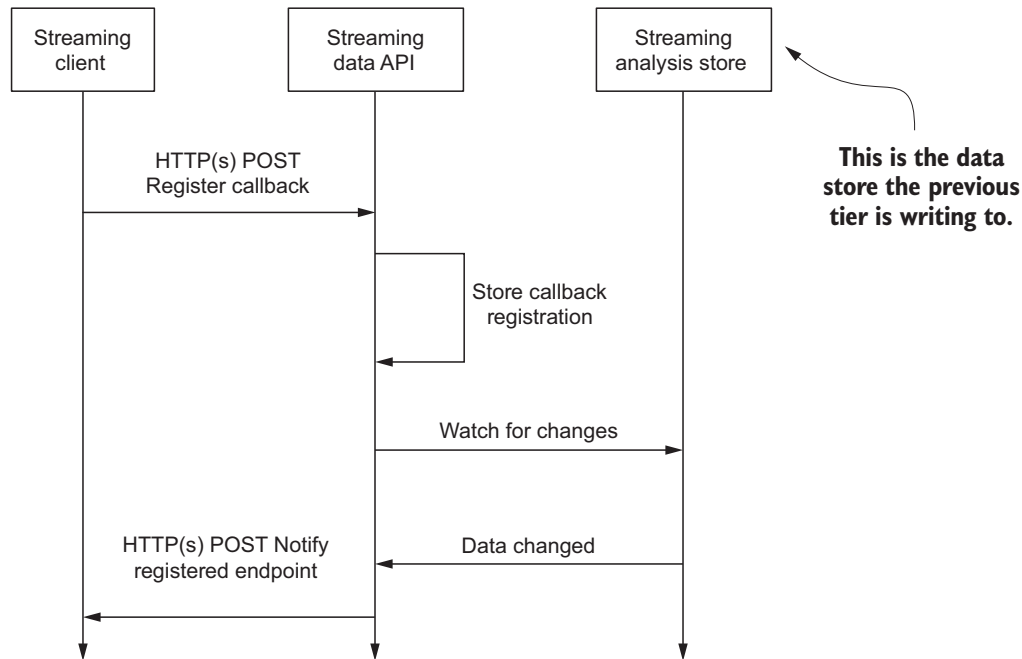 Streaming
client
Streaming
data API
Streaming
analysis store
This is the data
store the previous
tier is writing to.
HTTP(s) POST
Register callback
Store callback
registration
Watch for changes
HTTP(s) POST Notify
registered endpoint
Data changed